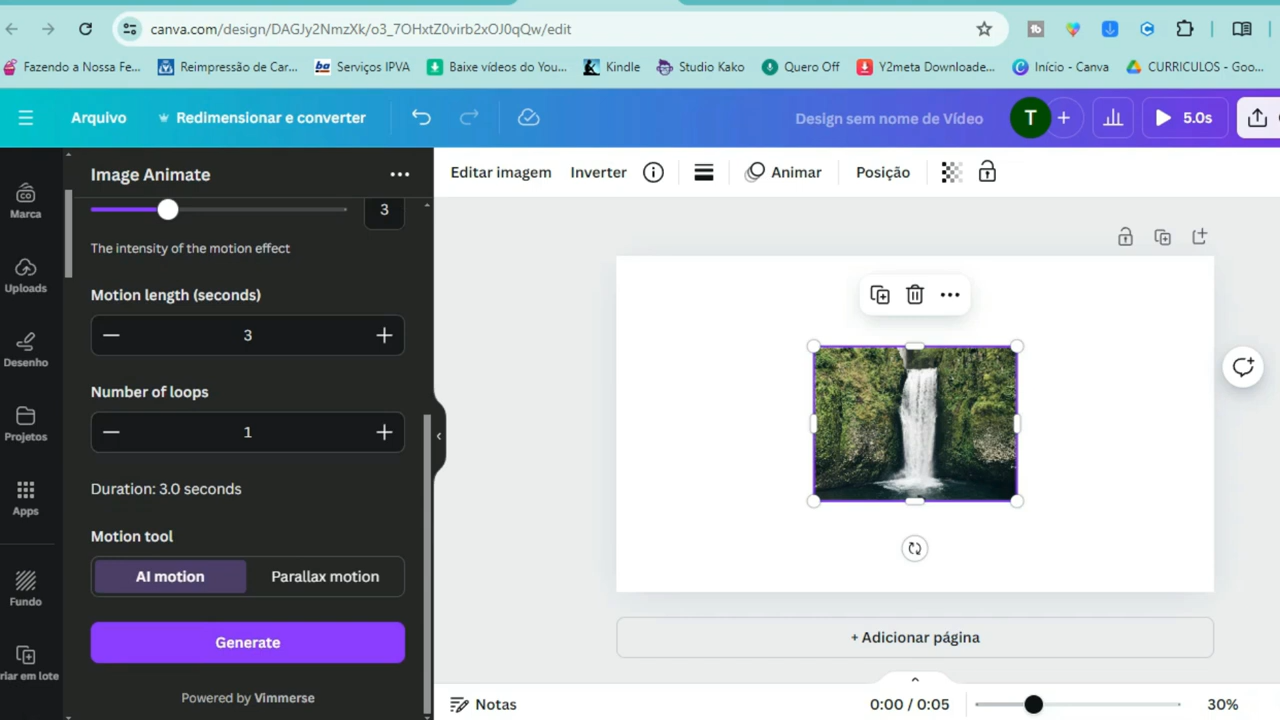 canva.com/design/DAGJy2NmzXk/o3_7OHxtZ0virb2xOJ0qQw/edit
Fazendo a Nossa Fe... Reimpressão de Car... Serviços IPVA Baixe vídeos do You... Kindle Studio Kako Quero Off Y2meta Downloade... Início - Canva CURRICULOS - Goo...
Arquivo Redimensionar e converter Design sem nome de Vídeo T 5.0s
Image Animate
Editar imagem Inverter Animar Posição
Marca
Uploads
Desenho
Projetos
Apps
Fundo
riar em lote
3
The intensity of the motion effect
Motion length (seconds)
3
Number of loops
1
Duration: 3.0 seconds
Motion tool
AI motion Parallax motion
Generate
Powered by Vimmerse
+ Adicionar página
Notas 0:00 / 0:05 30%